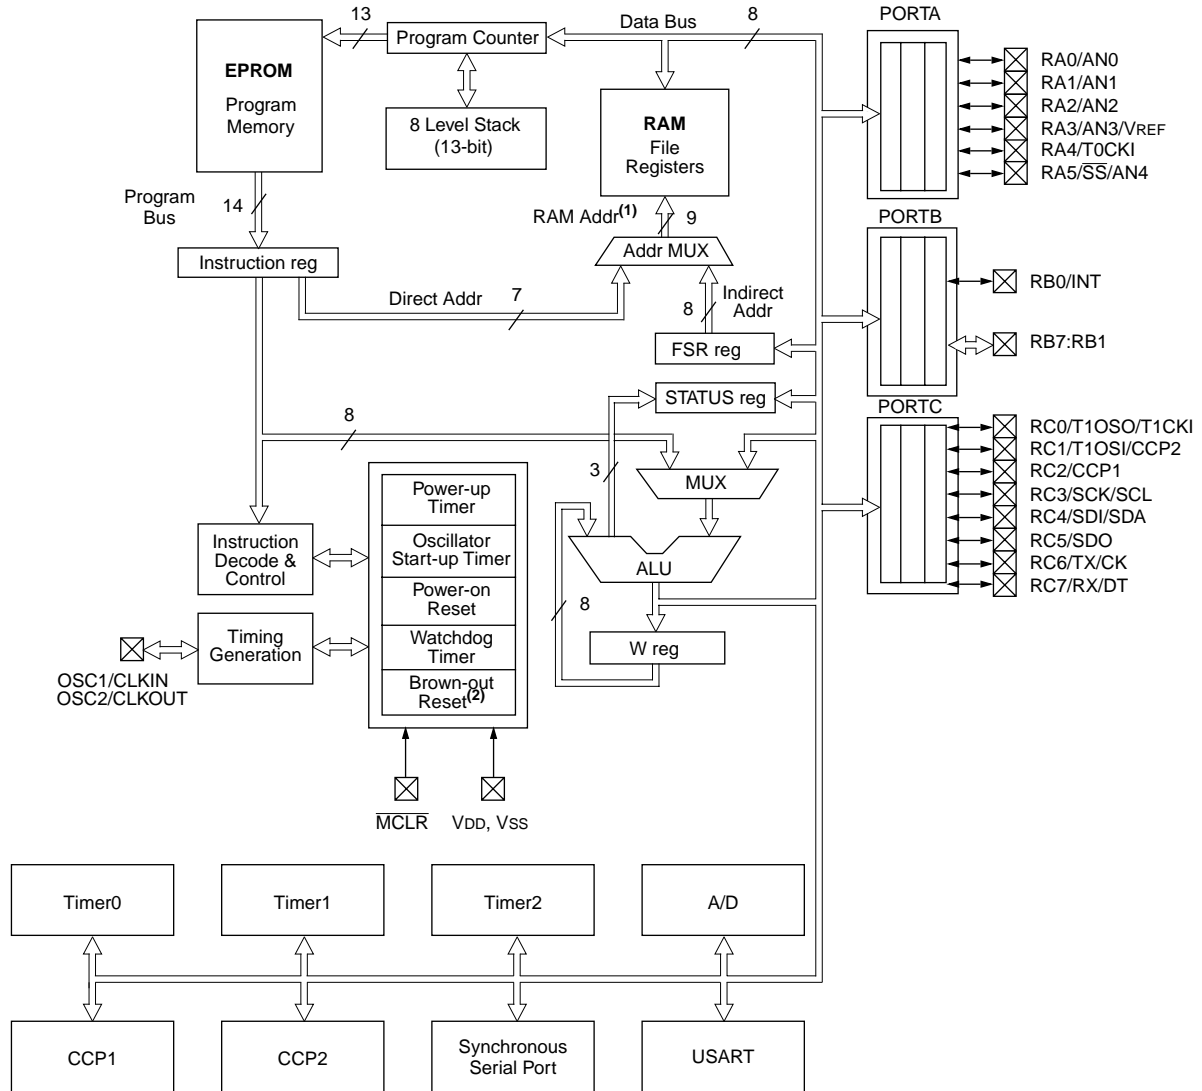 13
Data Bus
8
PORTA
EPROM
Program
Memory
Program Counter
8 Level Stack
(13-bit)
RAM
File
Registers
RA0/AN0
RA1/AN1
RA2/AN2
RA3/AN3/VREF
RA4/T0CKI
RA5/SS/AN4
Program
Bus
14
RAM Addr(1)
9
PORTB
Instruction reg
Addr MUX
Direct Addr
7
8
Indirect
Addr
RB0/INT
RB7:RB1
FSR reg
STATUS reg
PORTC
8
3
MUX
RC0/T1OSO/T1CKI
RC1/T1OSI/CCP2
RC2/CCP1
RC3/SCK/SCL
RC4/SDI/SDA
RC5/SDO
RC6/TX/CK
RC7/RX/DT
Power-up
Timer
Oscillator
Start-up Timer
Power-on
Reset
Watchdog
Timer
Brown-out
Reset(2)
Instruction
Decode &
Control
ALU
8
W reg
Timing
Generation
OSC1/CLKIN
OSC2/CLKOUT
MCLR
VDD, VSS
Timer0
Timer1
Timer2
A/D
CCP1
CCP2
Synchronous
Serial Port
USART